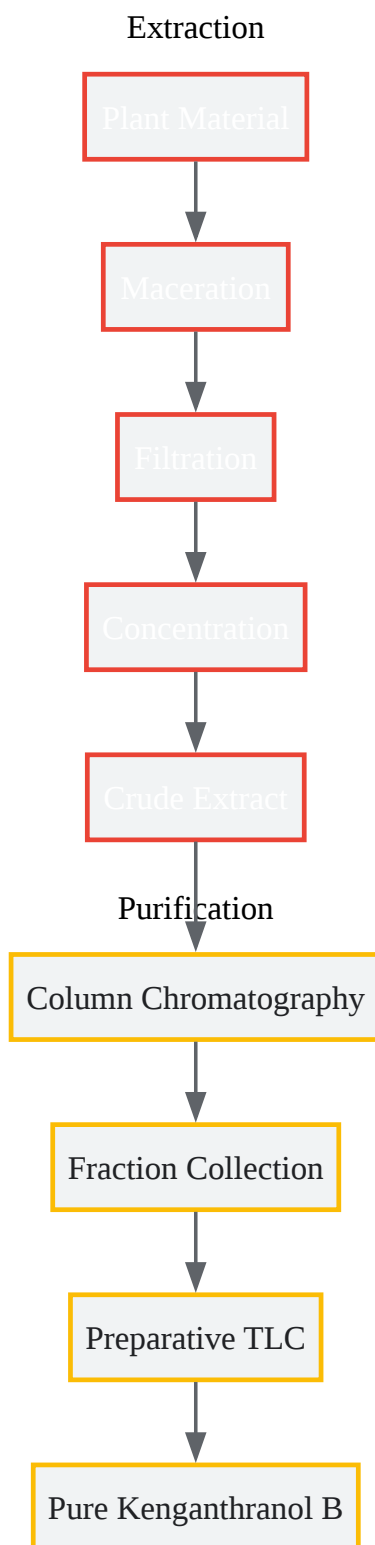 Extraction
Plant Material
Maceration
Filtration
Concentration
Crude Extract
Purification
Column Chromatography
Fraction Collection
Preparative TLC
Pure Kenganthranol B